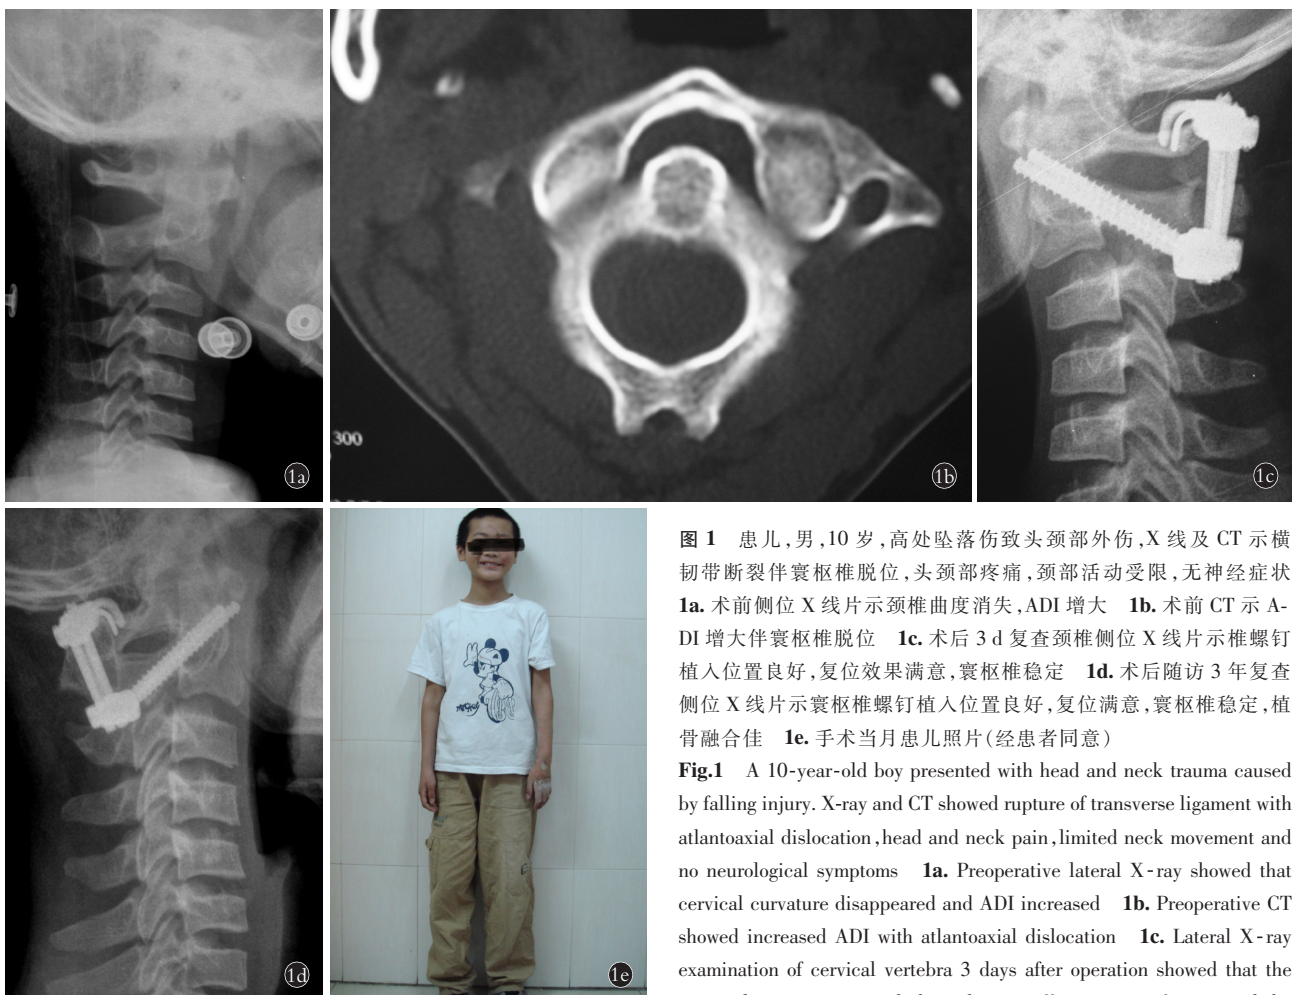 300
1a
1b
1c
1d
1e
图 1 患儿,男,10 岁,高处坠落伤致头颈部外伤,X 线及 CT 示横
韧带断裂伴寰枢椎脱位,头颈部疼痛,颈部活动受限,无神经症状
1a. 术前侧位 X 线片示颈椎曲度消失,ADI 增大 1b. 术前 CT 示 A-
DI 增大伴寰枢椎脱位 1c. 术后 3 d 复查颈椎侧位 X 线片示椎螺钉
植入位置良好,复位效果满意,寰枢椎稳定 1d. 术后随访 3 年复查
侧位 X 线片示寰枢椎螺钉植入位置良好,复位满意,寰枢椎稳定,植
骨融合佳 1e. 手术当月患儿照片(经患者同意)
Fig.1 A 10-year-old boy presented with head and neck trauma caused
by falling injury. X-ray and CT showed rupture of transverse ligament with
atlantoaxial dislocation,head and neck pain,limited neck movement and
no neurological symptoms 1a. Preoperative lateral X-ray showed that
cervical curvature disappeared and ADI increased 1b. Preoperative CT
showed increased ADI with atlantoaxial dislocation 1c. Lateral X-ray
examination of cervical vertebra 3 days after operation showed that the